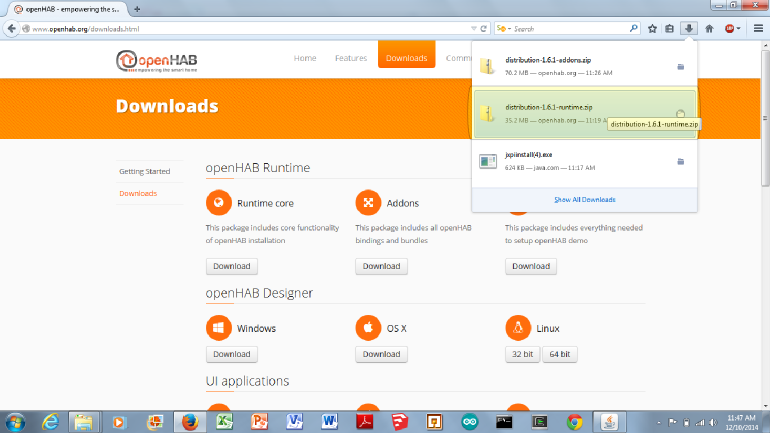 openHAB - empowering the s...
www.openhab.org/downloads.html
Search
openHAB
empowering the smart home
Home
Features
Downloads
Commu
distribution-1.6.1-addons.zip
70.2 MB — openhab.org — 11:26 AM
distribution-1.6.1-runtime.zip
35.2 MB — openhab.org — 11:19 A
distribution-1.6.1-runtime.zip
jxpiinstall(4).exe
624 KB — java.com — 11:17 AM
Show All Downloads
Downloads
Getting Started
Downloads
openHAB Runtime
Runtime core
Addons
This package includes core functionality
of openHAB installation
This package includes all openHAB
bindings and bundles
This package includes everything needed
to setup openHAB demo
Download
Download
Download
openHAB Designer
Windows
OS X
Linux
Download
Download
32 bit
64 bit
UI applications
11:47 AM
12/10/2014